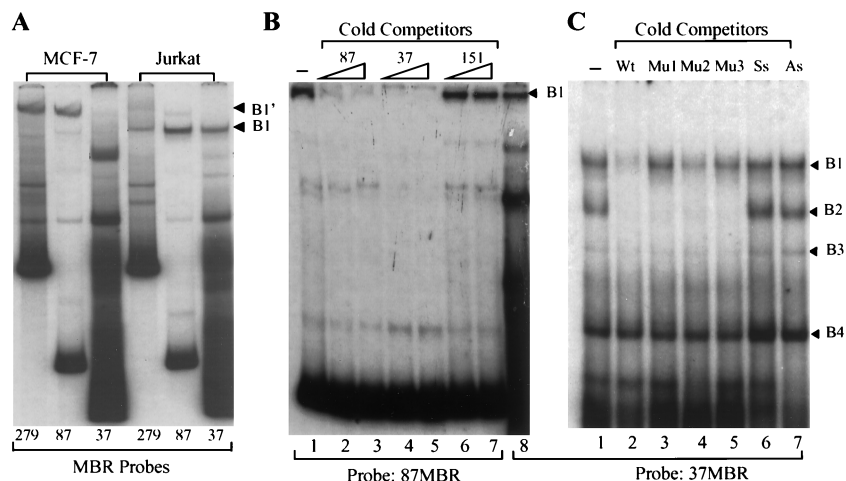 A
MCF-7 Jurkat
B1'
B1
279 87 37 279 87 37
MBR Probes
B
Cold Competitors
– 87 37 151
B1
1 2 3 4 5 6 7 8
Probe: 87MBR
C
Cold Competitors
– Wt Mu1 Mu2 Mu3 Ss As
B1
B2
B3
B4
1 2 3 4 5 6 7
Probe: 37MBR